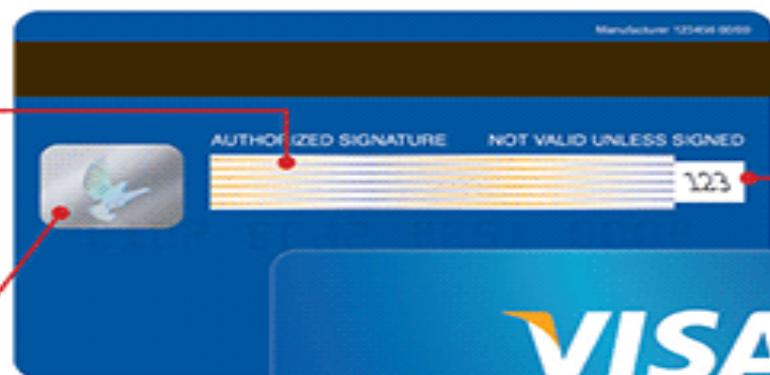 Manufacturer 123456 00/00
AUTHORIZED SIGNATURE NOT VALID UNLESS SIGNED
123
VISA